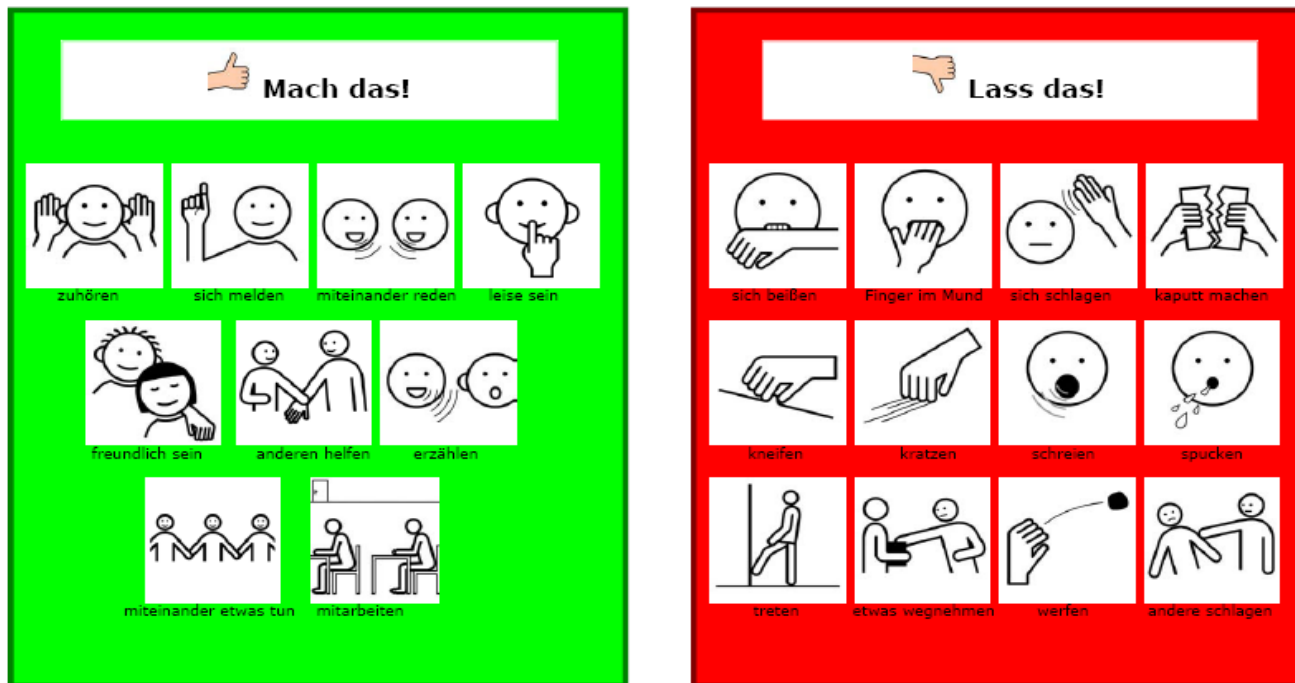 Mach das!
zuhören
sich melden
miteinander reden
leise sein
freundlich sein
anderen helfen
erzählen
miteinander etwas tun
mitarbeiten
Lass das!
sich beißen
Finger im Mund
sich schlagen
kaputt machen
kneifen
kratzen
schreien
spucken
treten
etwas wegnehmen
werfen
andere schlagen